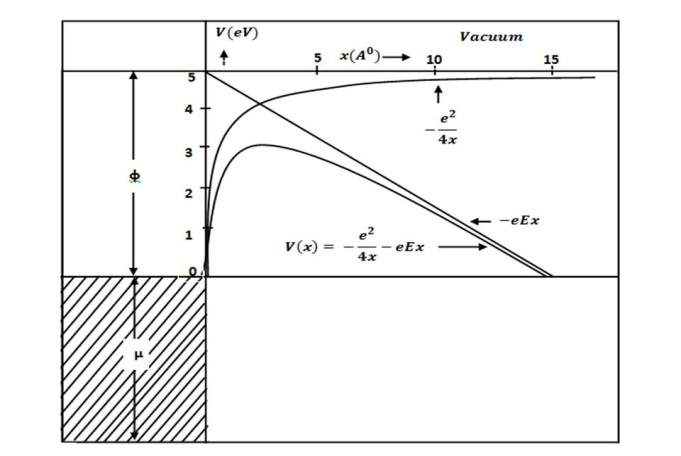 V(eV)
Vacuum
5 x(A⁰) 10 15
5
4
3
2
1
0
ϕ
μ
−e²/4x
−eEx
V(x) = −e²/4x − eEx